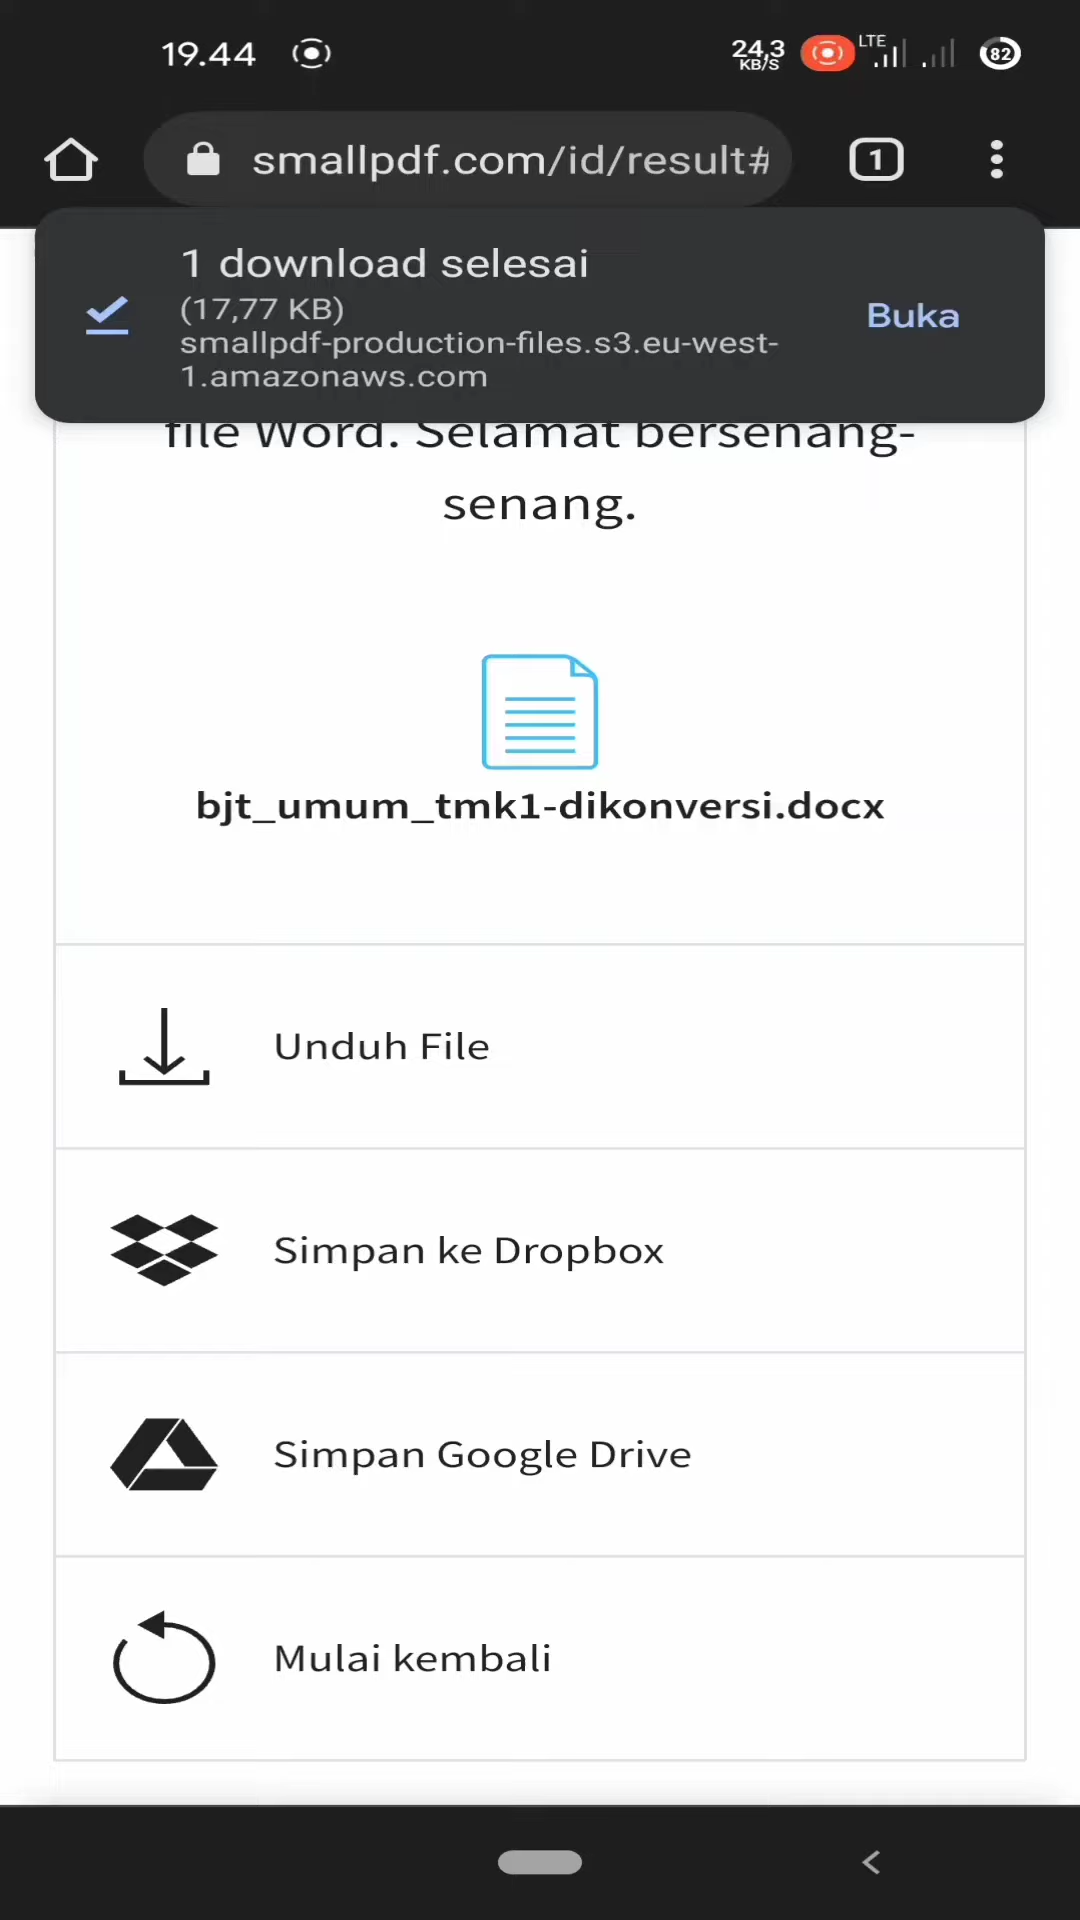 19.44
24,3
KB/S
LTE
82
smallpdf.com/id/result#
1
1 download selesai
(17,77 KB)
smallpdf-production-files.s3.eu-west-
1.amazonaws.com
Buka
file Word. Selamat bersenang-
senang.
bjt_umum_tmk1-dikonversi.docx
Unduh File
Simpan ke Dropbox
Simpan Google Drive
Mulai kembali